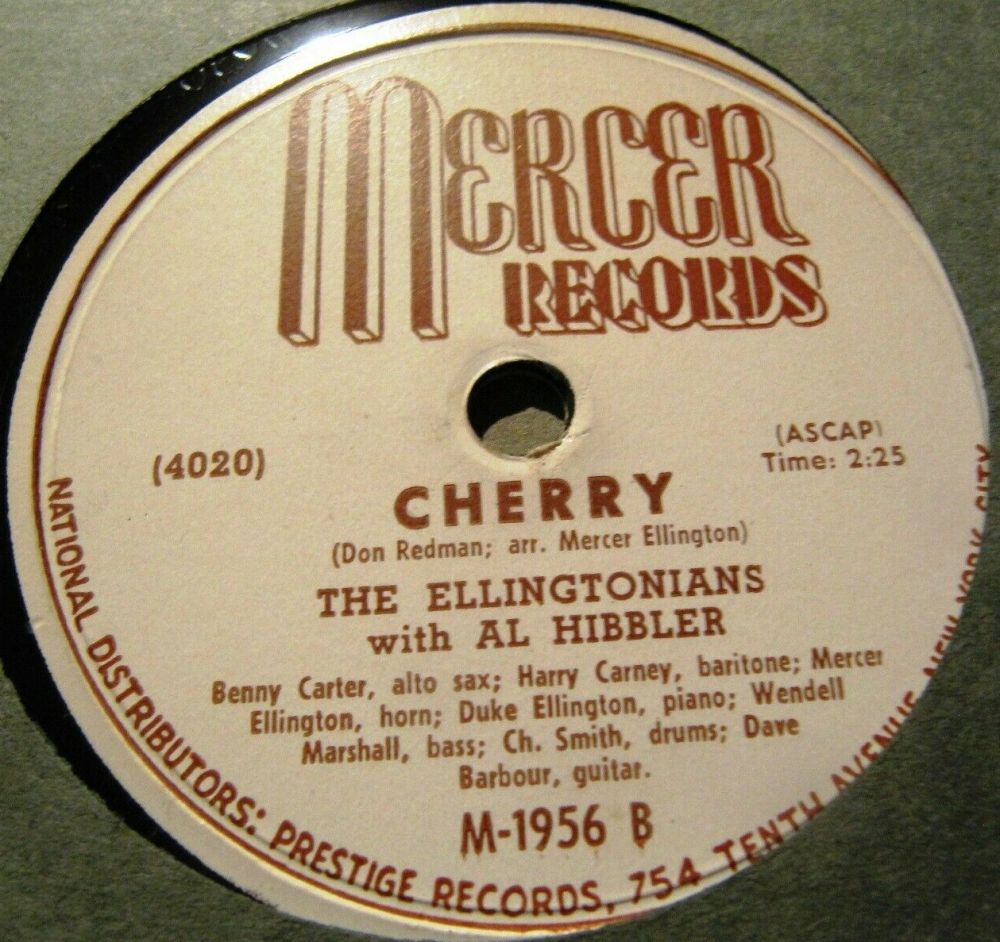 MERCER
RECORDS
(4020)
(ASCAP)
Time: 2:25
CHERRY
(Don Redman; arr. Mercer Ellington)
THE ELLINGTONIANS
with AL HIBBLER
Benny Carter, alto sax; Harry Carney, baritone; Mercer
Ellington, horn; Duke Ellington, piano; Wendell
Marshall, bass; Ch. Smith, drums; Dave
Barbour, guitar.
M-1956 B
NATIONAL DISTRIBUTORS: PRESTIGE RECORDS, 754 TENTH AVENUE, NEW YORK CITY